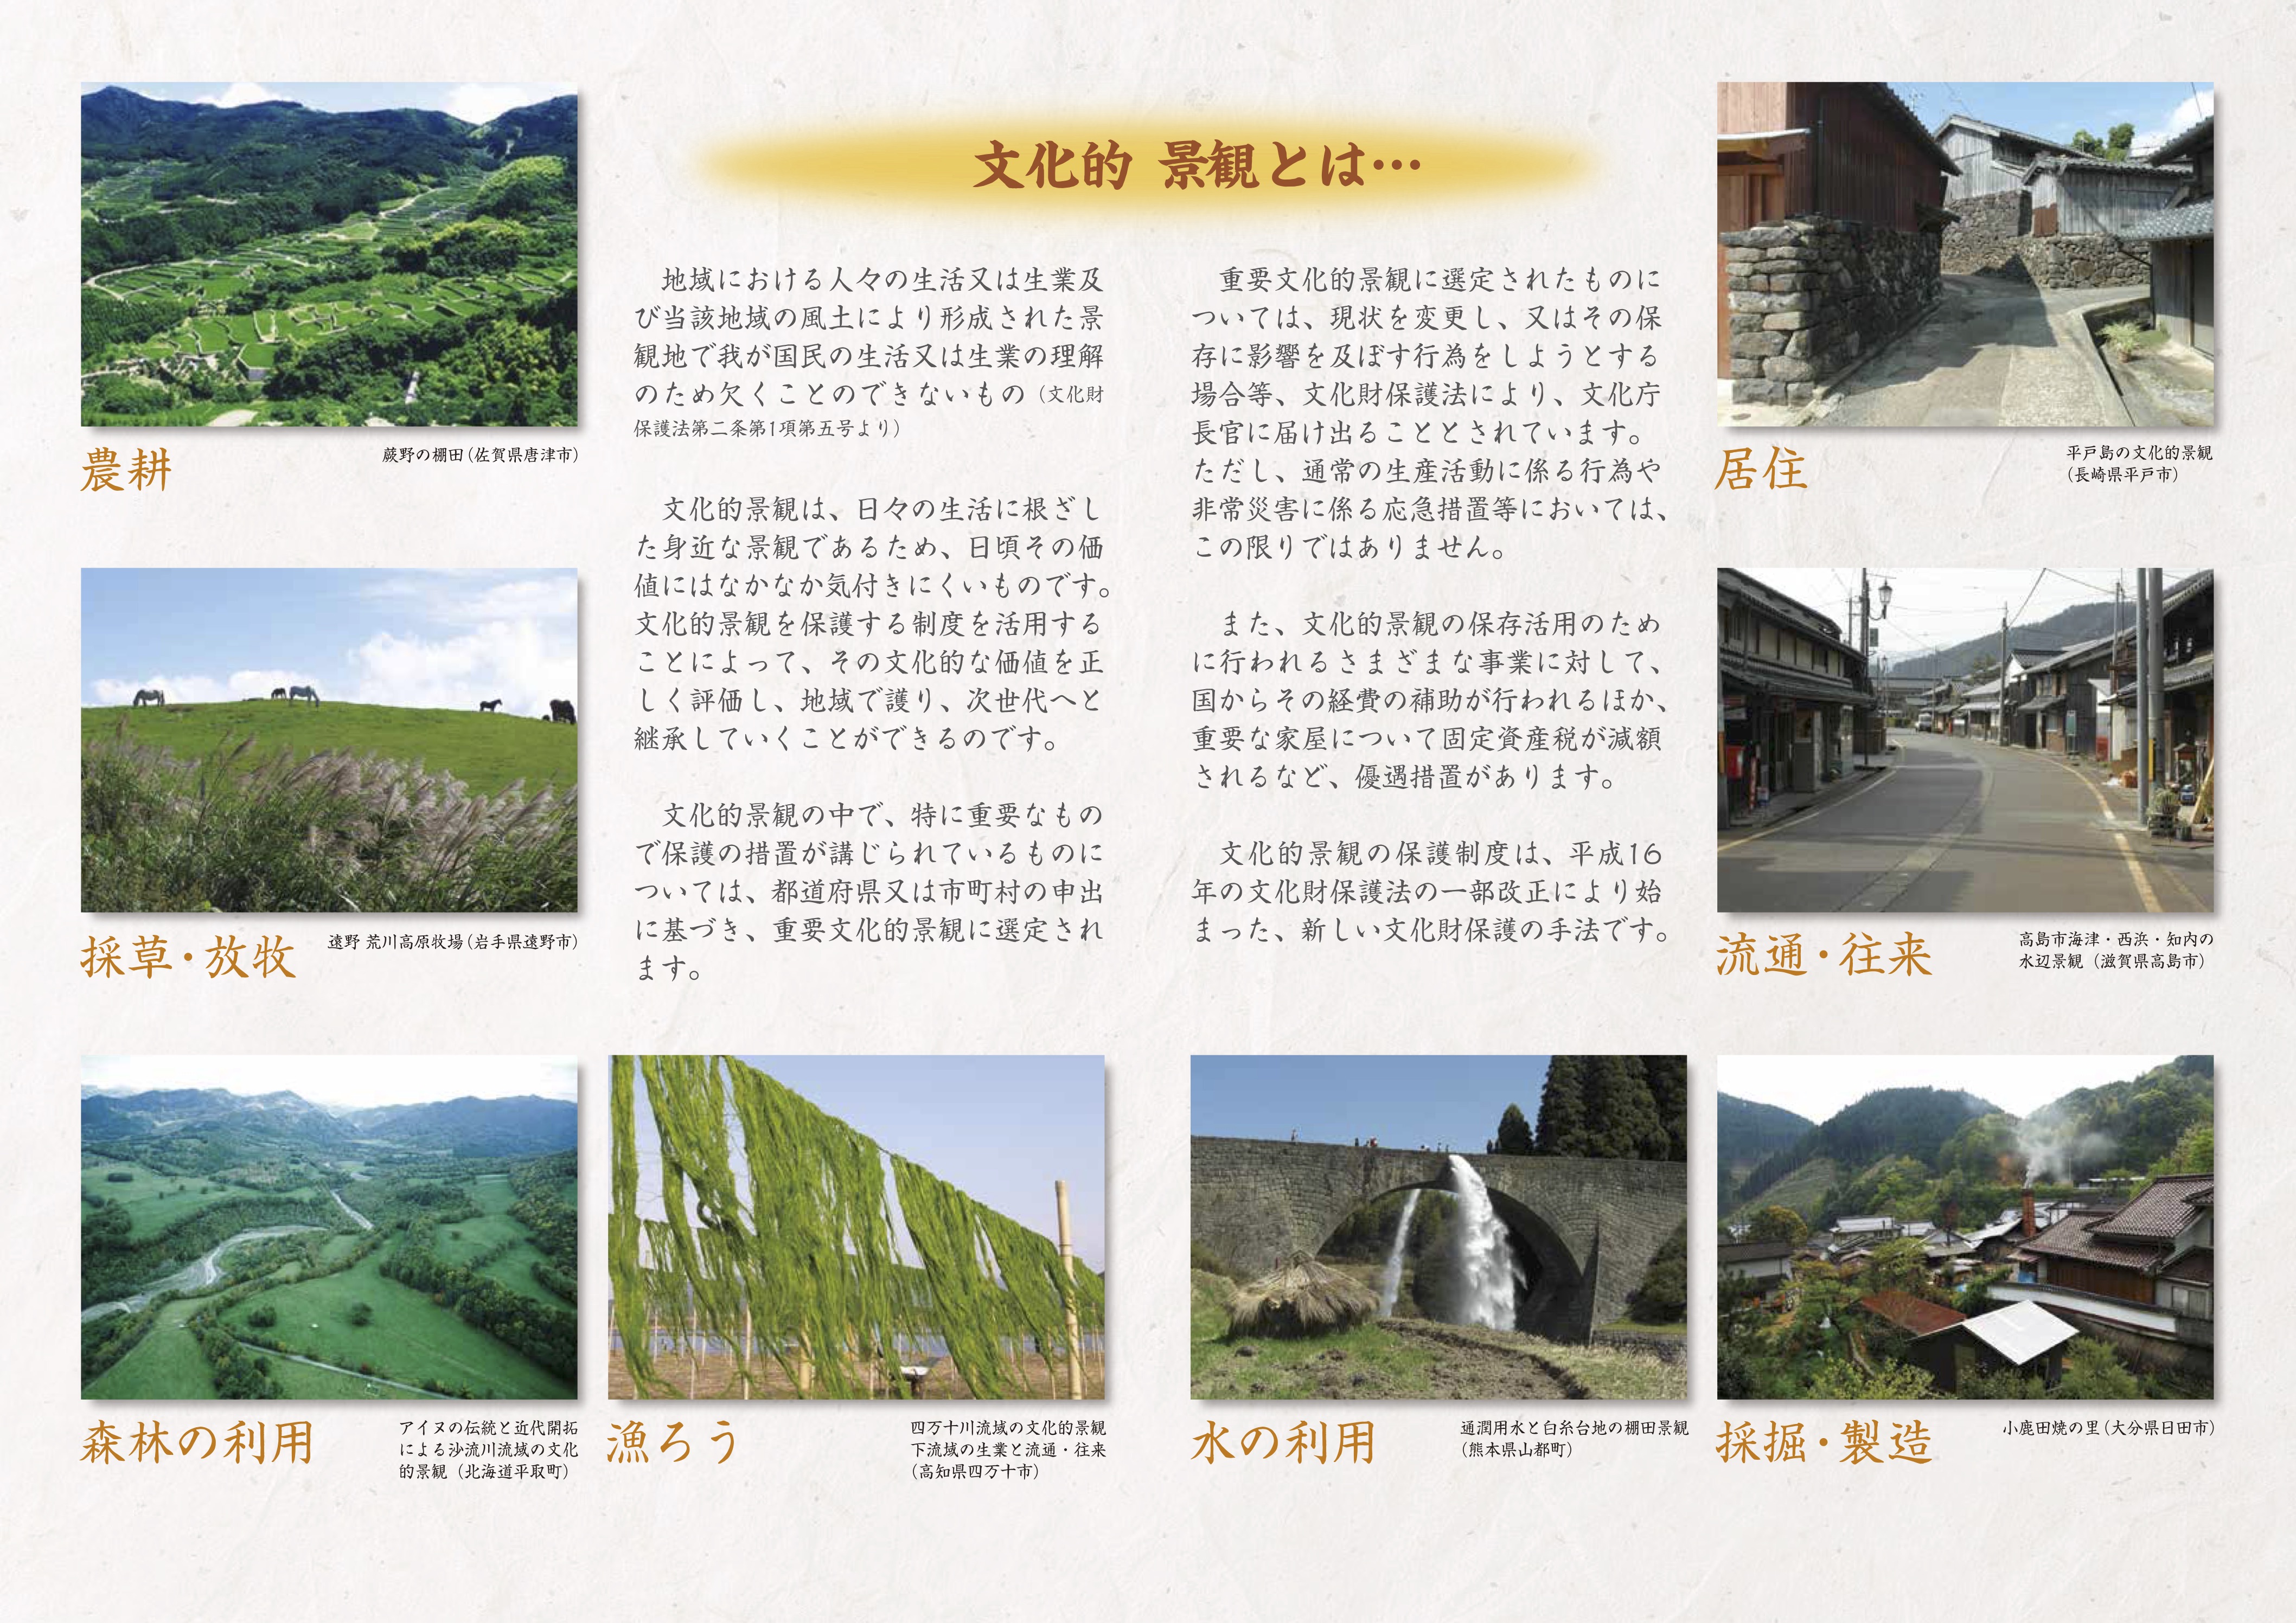 文化的 景観とは…
地域における人々の生活又は生業及
び当該地域の風土により形成された景
観地で我が国民の生活又は生業の理解
のため欠くことのできないもの（文化財
保護法第二条第1項第五号より）
文化的景観は、日々の生活に根ざし
た身近な景観であるため、日頃その価
値にはなかなか気付きにくいものです。
文化的景観を保護する制度を活用する
ことによって、その文化的な価値を正
しく評価し、地域で護り、次世代へと
継承していくことができるのです。
文化的景観の中で、特に重要なもの
で保護の措置が講じられているものに
ついては、都道府県又は市町村の申出
に基づき、重要文化的景観に選定され
ます。
重要文化的景観に選定されたものに
ついては、現状を変更し、又はその保
存に影響を及ぼす行為をしようとする
場合等、文化財保護法により、文化庁
長官に届け出ることとされています。
ただし、通常の生産活動に係る行為や
非常災害に係る応急措置等においては、
この限りではありません。
また、文化的景観の保存活用のため
に行われるさまざまな事業に対して、
国からその経費の補助が行われるほか、
重要な家屋について固定資産税が減額
されるなど、優遇措置があります。
文化的景観の保護制度は、平成16
年の文化財保護法の一部改正により始
まった、新しい文化財保護の手法です。
農耕
蕨野の棚田（佐賀県唐津市）
採草・放牧
遠野 荒川高原牧場（岩手県遠野市）
居住
平戸島の文化的景観
（長崎県平戸市）
流通・往来
高島市海津・西浜・知内の
水辺景観（滋賀県高島市）
森林の利用
アイヌの伝統と近代開拓
による沙流川流域の文化
的景観（北海道平取町）
漁ろう
四万十川流域の文化的景観
下流域の生業と流通・往来
（高知県四万十市）
水の利用
通潤用水と白糸台地の棚田景観
（熊本県山都町）
採掘・製造
小鹿田焼の里（大分県日田市）